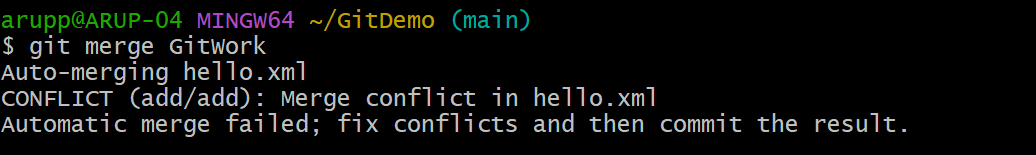 arupp@ARUP-04 MINGW64 ~/GitDemo (main)
$ git merge GitWork
Auto-merging hello.xml
CONFLICT (add/add): Merge conflict in hello.xml
Automatic merge failed; fix conflicts and then commit the result.